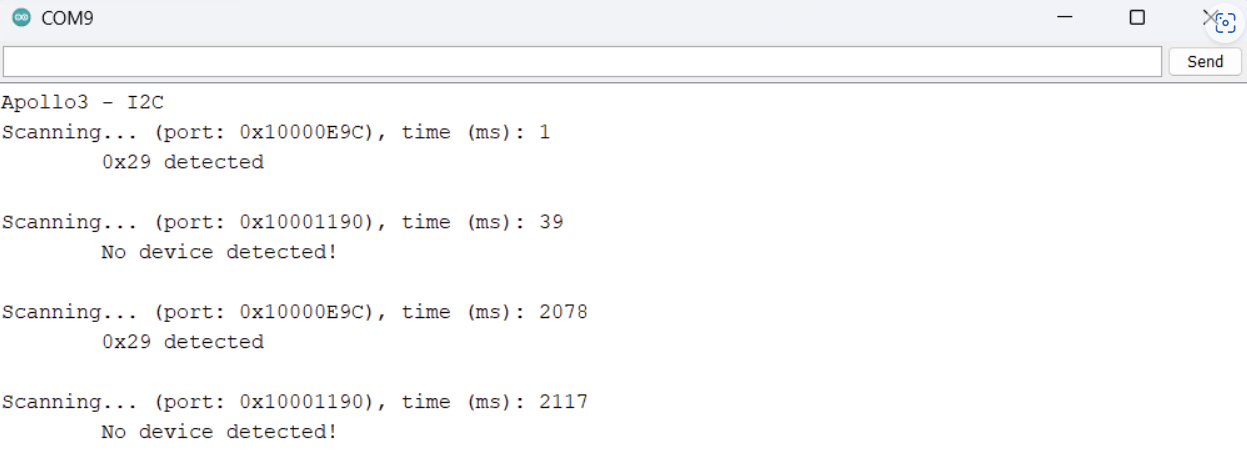 COM9
Send
Apollo3 - I2C
Scanning... (port: 0x10000E9C), time (ms): 1
0x29 detected
Scanning... (port: 0x10001190), time (ms): 39
No device detected!
Scanning... (port: 0x10000E9C), time (ms): 2078
0x29 detected
Scanning... (port: 0x10001190), time (ms): 2117
No device detected!